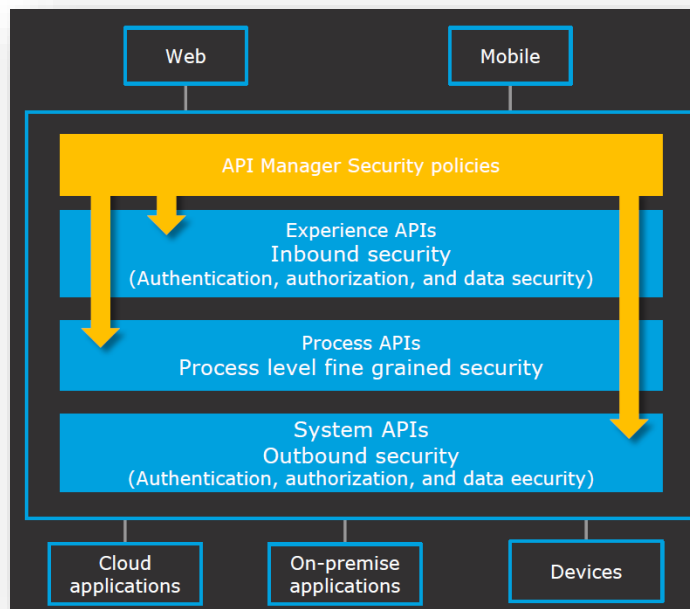 Web
Mobile
API Manager Security policies
Experience APIs
Inbound security
(Authentication, authorization, and data security)
Process APIs
Process level fine grained security
System APIs
Outbound security
(Authentication, authorization, and data eecurity)
Cloud
applications
On-premise
applications
Devices